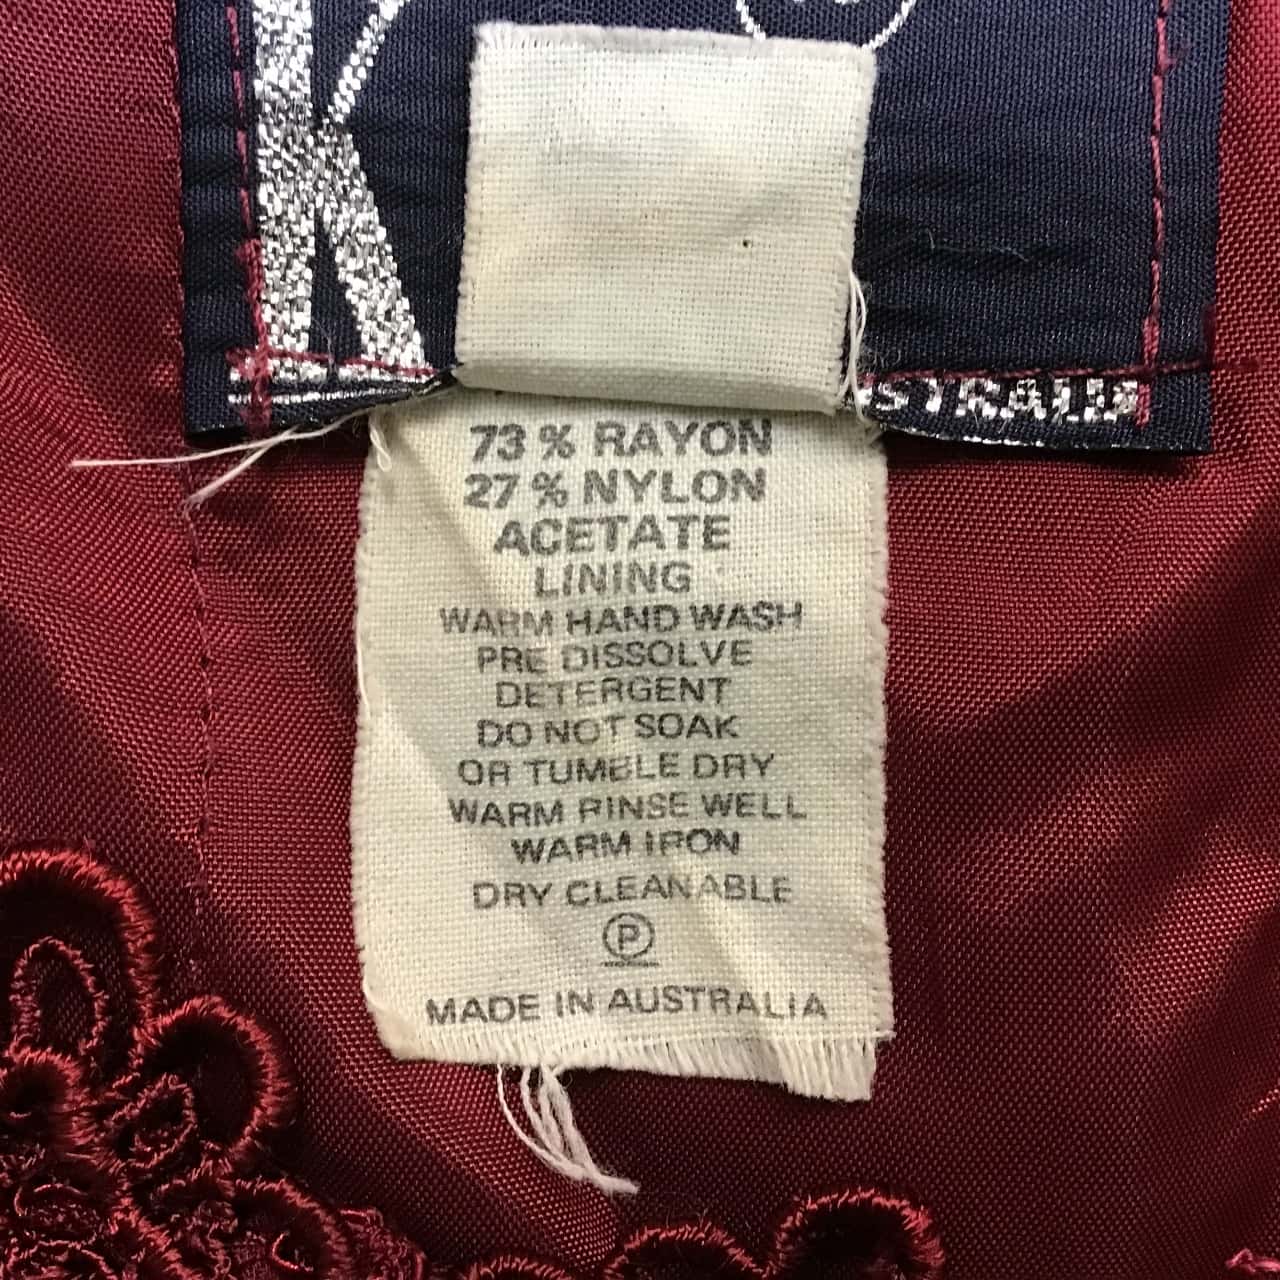 K
73 % RAYON
27 % NYLON
ACETATE
LINING
WARM HAND WASH
PRE DISSOLVE
DETERGENT
DO NOT SOAK
OR TUMBLE DRY
WARM RINSE WELL
WARM IRON
DRY CLEANABLE
P
MADE IN AUSTRALIA